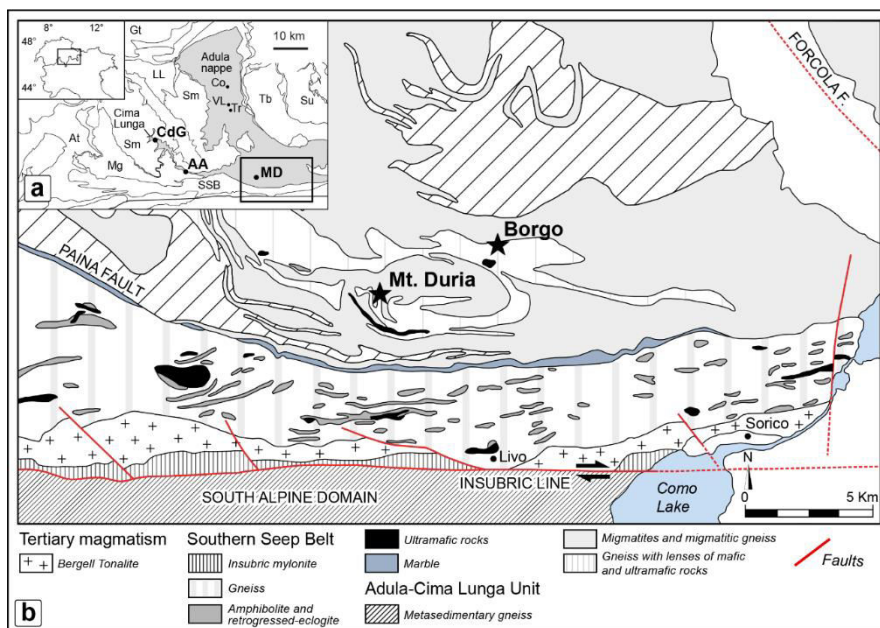 8° 12°
48°
44°
Gt
10 km
Adula
nappe
Co
LL
Sm
VL
Tr
Tb
Su
Cima
Lunga
CdG
At
Sm
Mg
AA
MD
SSB
a
FORCOLA F.
Borgo
Mt. Duria
PAINA FAULT
Sorico
Livo
N
INSUBRIC LINE
SOUTH ALPINE DOMAIN
Como
Lake
0 5 Km
Tertiary magmatism
Bergell Tonalite
Southern Seep Belt
Insubric mylonite
Gneiss
Amphibolite and
retrogressed-eclogite
Ultramafic rocks
Marble
Adula-Cima Lunga Unit
Metasedimentary gneiss
Migmatites and migmatitic gneiss
Gneiss with lenses of mafic
and ultramafic rocks
Faults
b